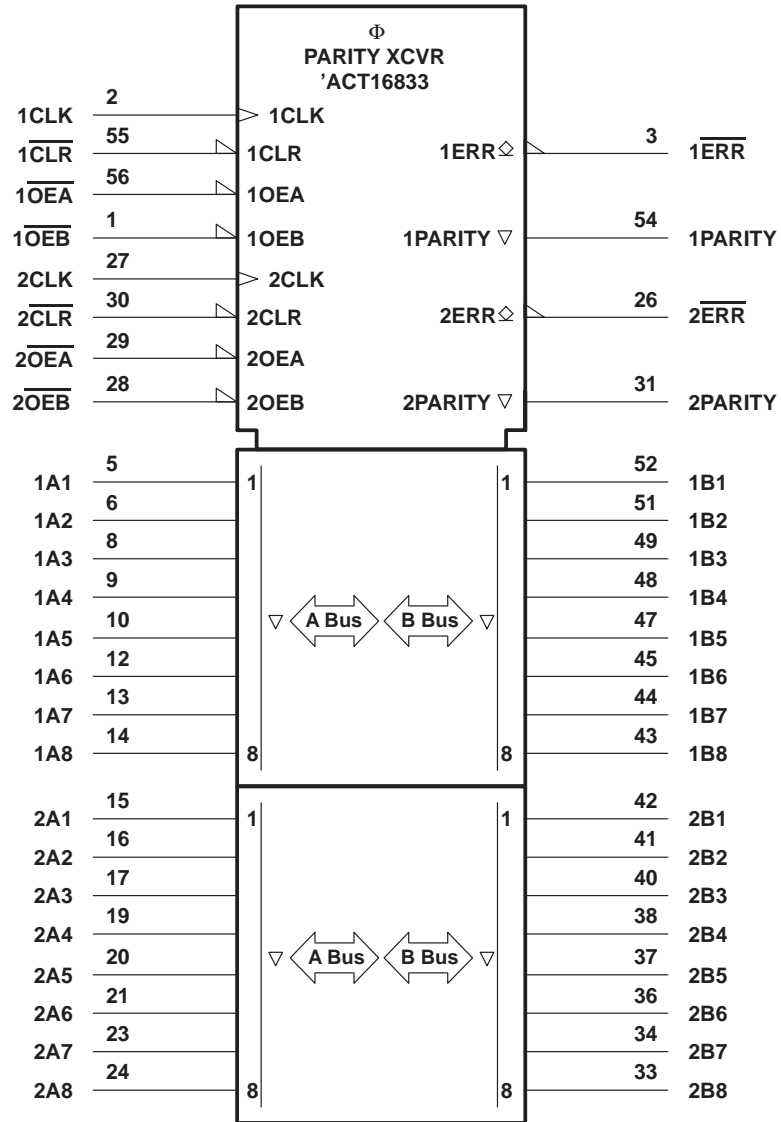 Φ
PARITY XCVR
’ACT16833
1CLK 2 1CLK
1CLR 55 1CLR 1ERR 3 1ERR
1OEA 56 1OEA
1OEB 1 1OEB 1PARITY 54 1PARITY
2CLK 27 2CLK
2CLR 30 2CLR 2ERR 26 2ERR
2OEA 29 2OEA
2OEB 28 2OEB 2PARITY 31 2PARITY
1A1 5 1 1 52 1B1
1A2 6 51 1B2
1A3 8 49 1B3
1A4 9 48 1B4
1A5 10 A Bus B Bus 47 1B5
1A6 12 45 1B6
1A7 13 44 1B7
1A8 14 8 8 43 1B8
2A1 15 1 1 42 2B1
2A2 16 41 2B2
2A3 17 40 2B3
2A4 19 38 2B4
2A5 20 A Bus B Bus 37 2B5
2A6 21 36 2B6
2A7 23 34 2B7
2A8 24 8 8 33 2B8